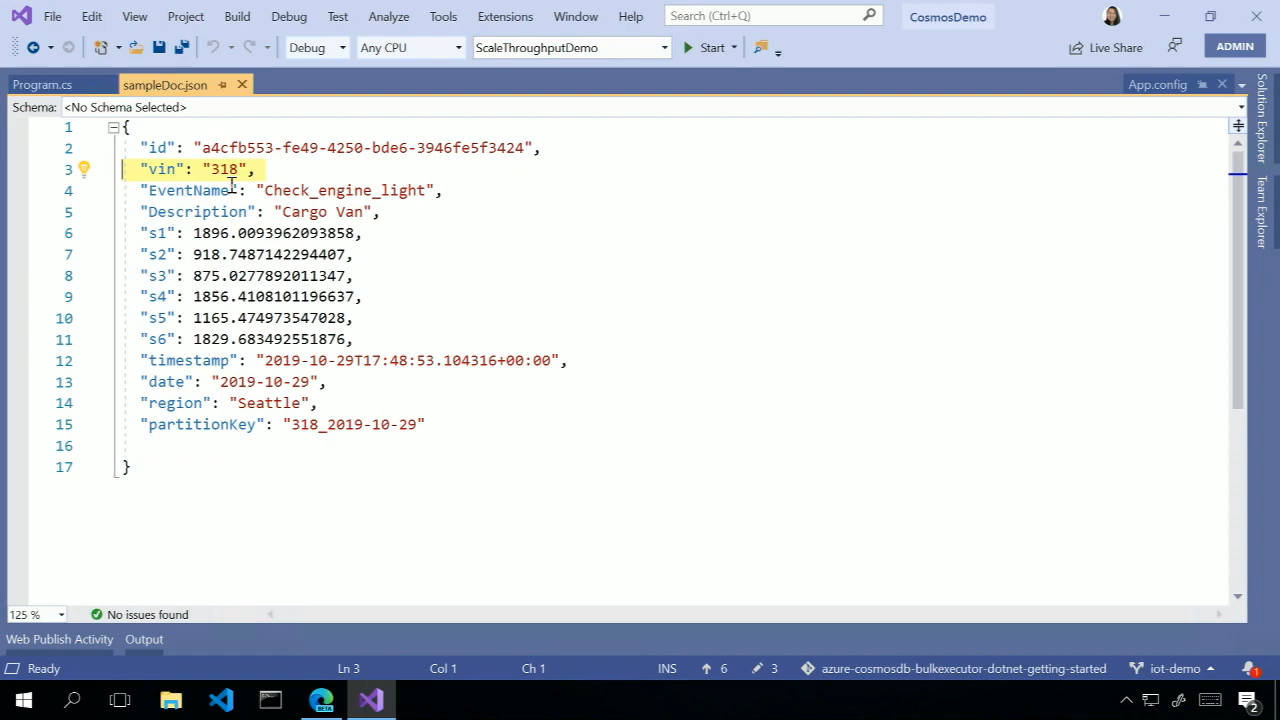 File Edit View Project Build Debug Test Analyze Tools Extensions Window Help Search (Ctrl+Q) CosmosDemo
Debug Any CPU ScaleThroughputDemo Start Live Share ADMIN
Program.cs sampleDoc.json App.config
Schema: <No Schema Selected>
1 {
2 "id": "a4cfb553-fe49-4250-bde6-3946fe5f3424",
3 "vin": "318",
4 "EventName": "Check_engine_light",
5 "Description": "Cargo Van",
6 "s1": 1896.0093962093858,
7 "s2": 918.7487142294407,
8 "s3": 875.0277892011347,
9 "s4": 1856.4108101196637,
10 "s5": 1165.474973547028,
11 "s6": 1829.683492551876,
12 "timestamp": "2019-10-29T17:48:53.104316+00:00",
13 "date": "2019-10-29",
14 "region": "Seattle",
15 "partitionKey": "318_2019-10-29"
16
17 }
Solution Explorer
Team Explorer
125 % No issues found
Web Publish Activity Output
Ready Ln 3 Col 1 Ch 1 INS 6 3 azure-cosmosdb-bulkexecutor-dotnet-getting-started iot-demo 1
BETA 2